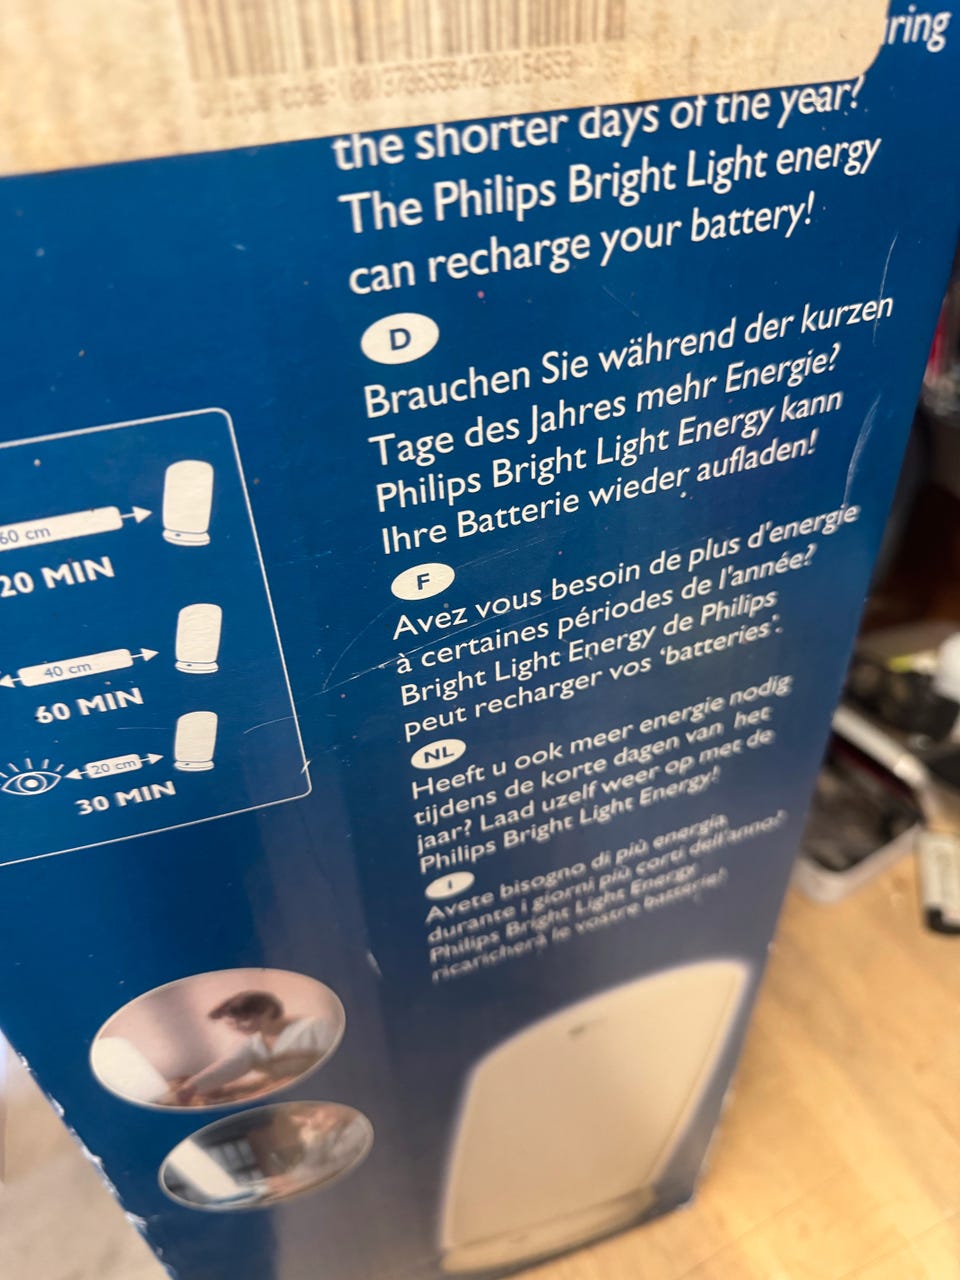 the shorter days of the year?
The Philips Bright Light energy
can recharge your battery!
D
Brauchen Sie während der kurzen
Tage des Jahres mehr Energie?
Philips Bright Light Energy kann
Ihre Batterie wieder aufladen!
F
Avez vous besoin de plus d'energie
à certaines périodes de l'année?
Bright Light Energy de Philips
peut recharger vos 'batteries'.
NL
Heeft u ook meer energie nodig
tijdens de korte dagen van het
jaar? Laad uzelf weer op met de
Philips Bright Light Energy!
I
Avete bisogno di più energia
durante i giorni più corti dell'anno?
Philips Bright Light Energy
ricaricherà le vostre batterie!
60 cm
20 MIN
40 cm
60 MIN
20 cm
30 MIN